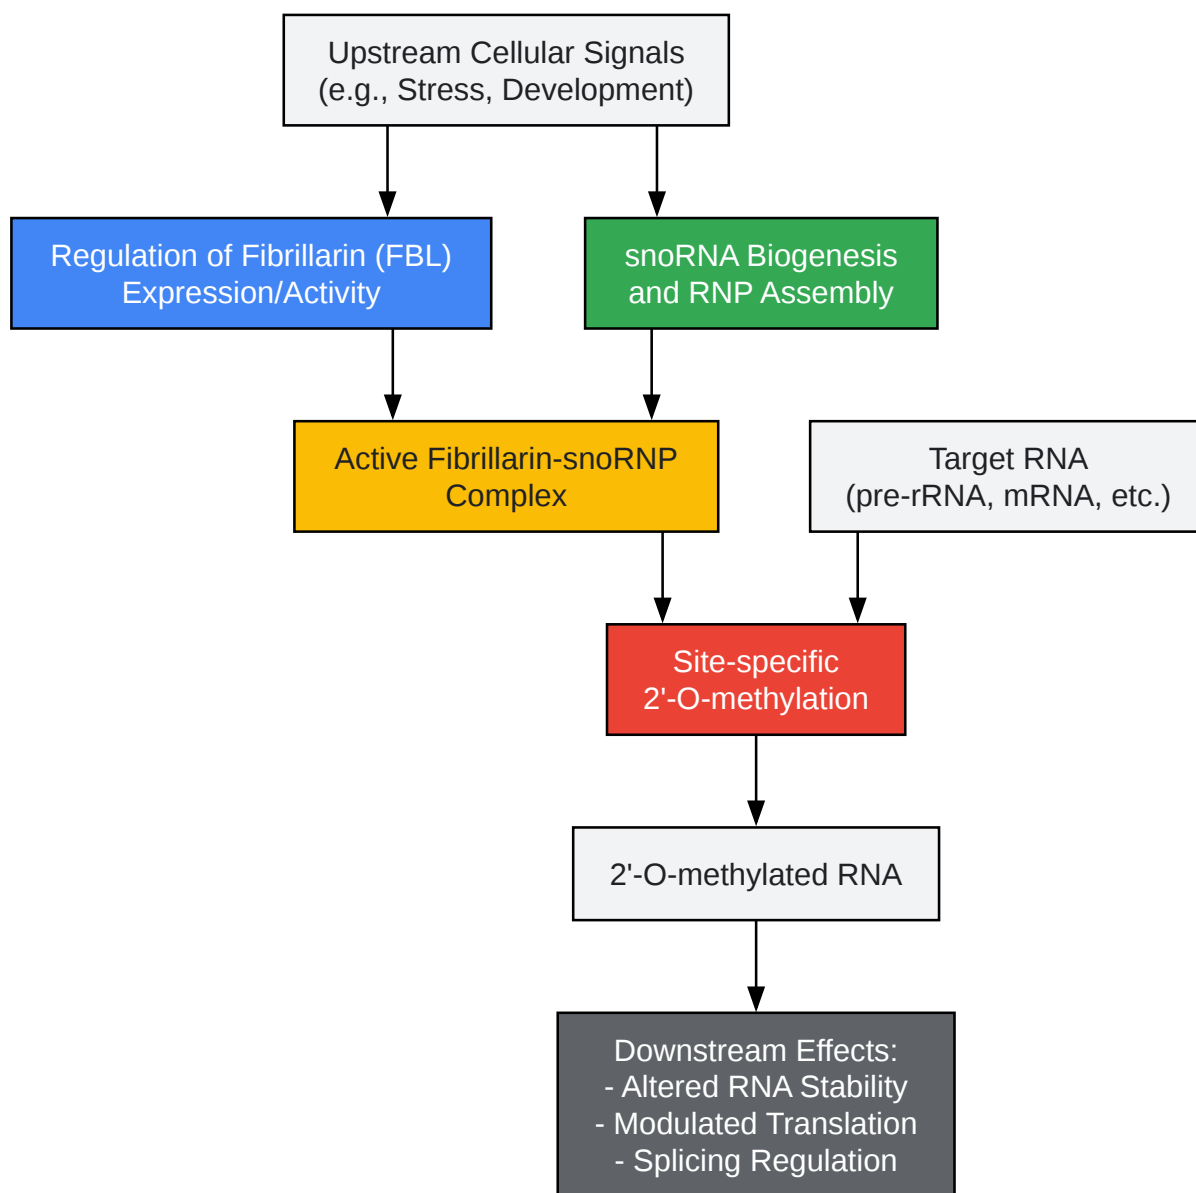 Upstream Cellular Signals
(e.g., Stress, Development)
Regulation of Fibrillarin (FBL)
Expression/Activity
snoRNA Biogenesis
and RNP Assembly
Active Fibrillarin-snoRNP
Complex
Target RNA
(pre-rRNA, mRNA, etc.)
Site-specific
2'-O-methylation
2'-O-methylated RNA
Downstream Effects:
- Altered RNA Stability
- Modulated Translation
- Splicing Regulation